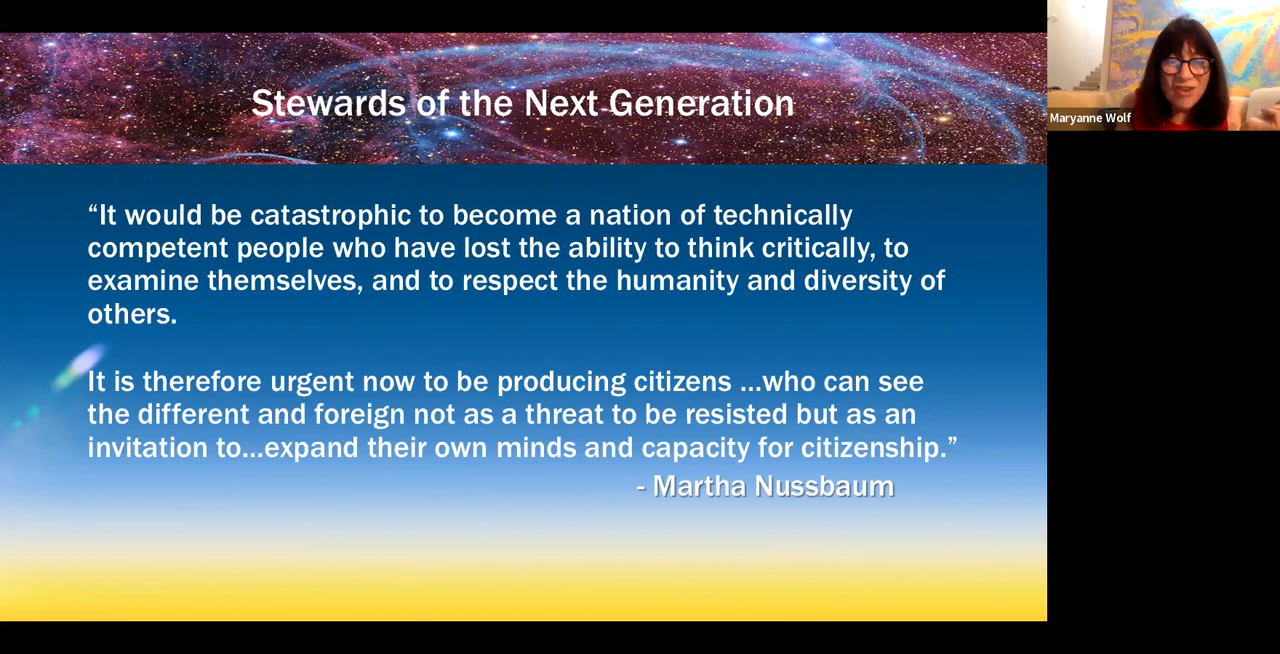 Stewards of the Next Generation
Maryanne Wolf
“It would be catastrophic to become a nation of technically
competent people who have lost the ability to think critically, to
examine themselves, and to respect the humanity and diversity of
others.
It is therefore urgent now to be producing citizens ...who can see
the different and foreign not as a threat to be resisted but as an
invitation to...expand their own minds and capacity for citizenship.”
- Martha Nussbaum